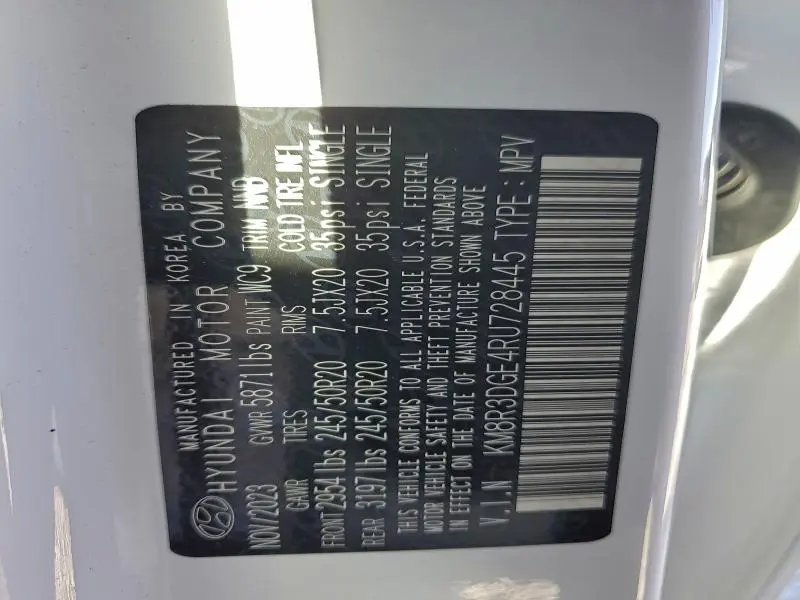 MANUFACTURED IN KOREA BY
HYUNDAI MOTOR COMPANY
NOV/2023 GVWR 5871lbs PAINT WC9 TRIM NNB
GAWR TIRES RMS COLD TIRE INFL
FRONT 2954lbs 245/50R20 7.5JX20 35psi SINGLE
REAR 3197lbs 245/50R20 7.5JX20 35psi SINGLE
THIS VEHICLE CONFORMS TO ALL APPLICABLE U.S.A. FEDERAL
MOTOR VEHICLE SAFETY AND THEFT PREVENTION STANDARDS
IN EFFECT ON THE DATE OF MANUFACTURE SHOWN ABOVE
V.I.N KM8R3DGE4RU728445 TYPE : MPV